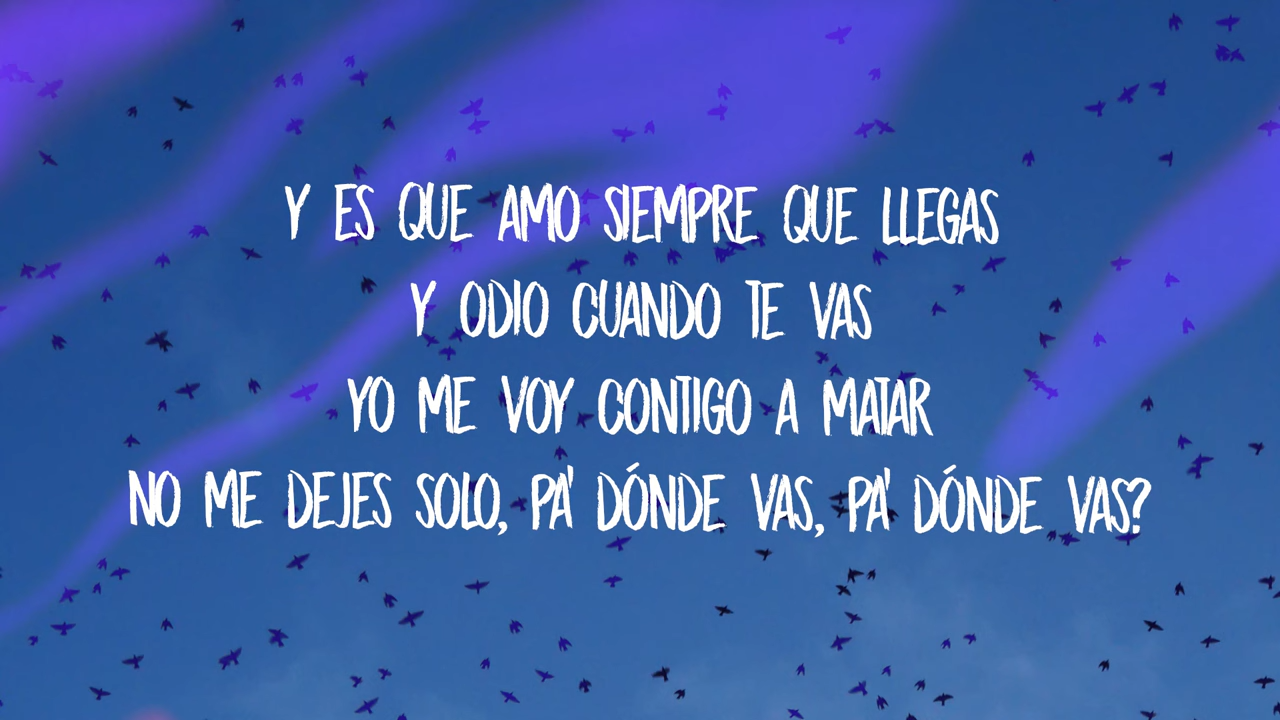 Y ES QUE AMO SIEMPRE QUE LLEGAS
Y ODIO CUANDO TE VAS
YO ME VOY CONTIGO A MATAR
NO ME DEJES SOLO, PA' DÓNDE VAS, PA' DÓNDE VAS?